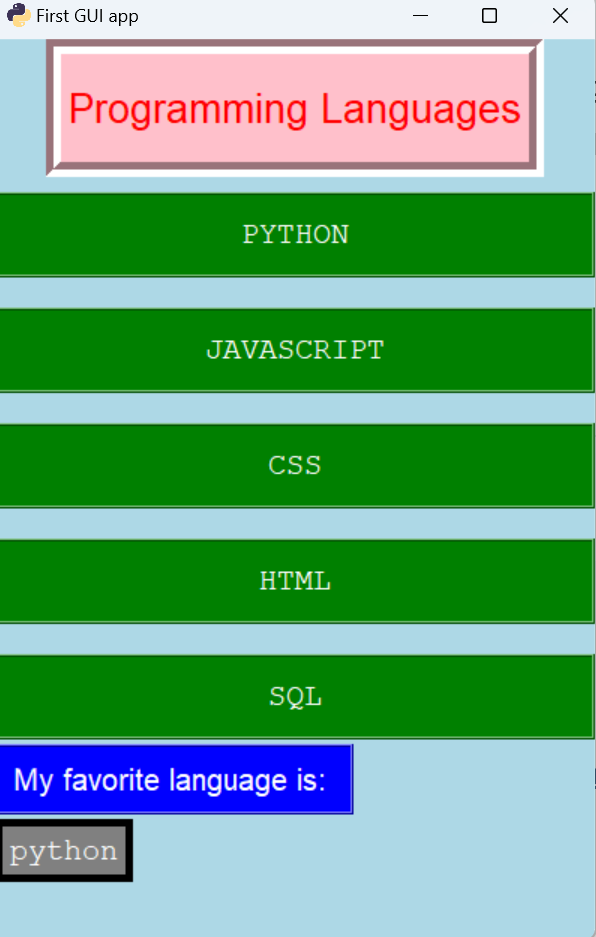 First GUI app
Programming Languages
PYTHON
JAVASCRIPT
CSS
HTML
SQL
My favorite language is:
python